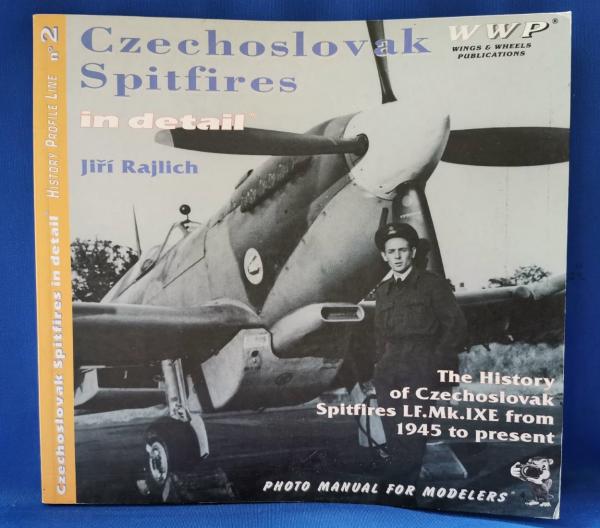 Czechoslovak
Spitfires
in detail
Jiří Rajlich
WWP®
WINGS & WHEELS
PUBLICATIONS
Czechoslovak Spitfires in detail HISTORY PROFILE LINE n° 2
The History
of Czechoslovak
Spitfires LF.Mk.IXE from
1945 to present
PHOTO MANUAL FOR MODELERS